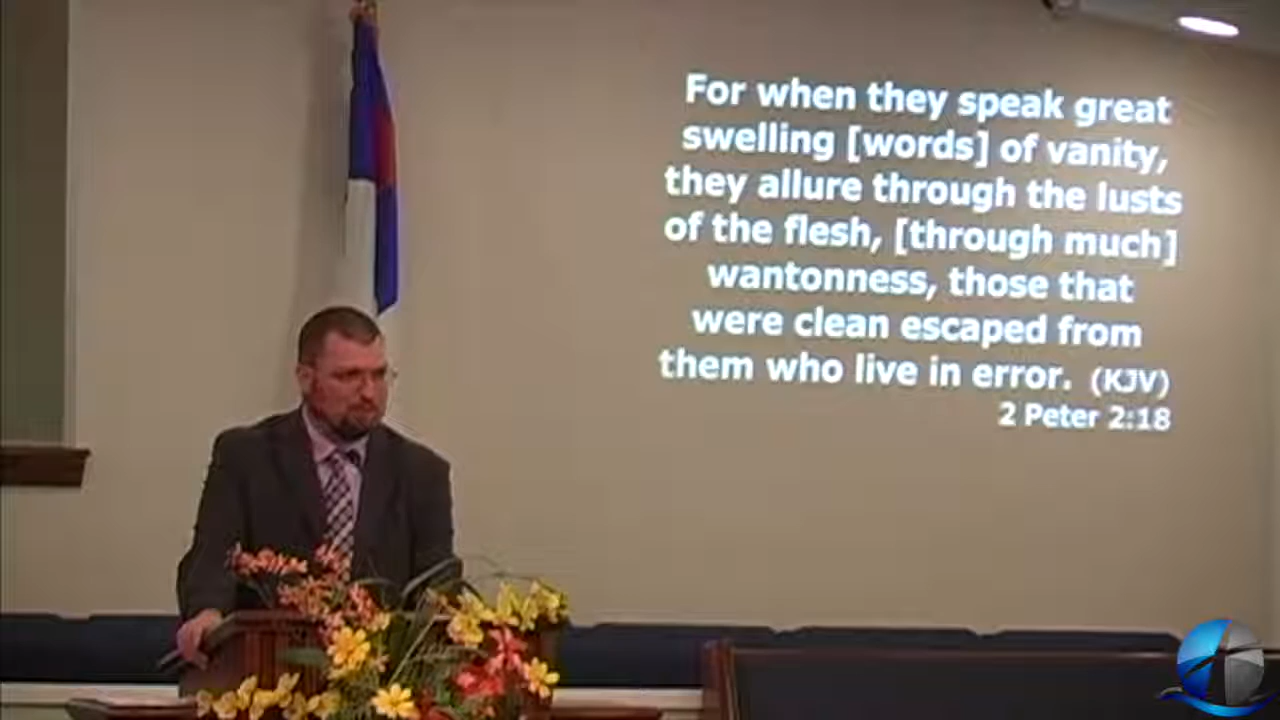 For when they speak great
swelling [words] of vanity,
they allure through the lusts
of the flesh, [through much]
wantonness, those that
were clean escaped from
them who live in error. (KJV)
2 Peter 2:18